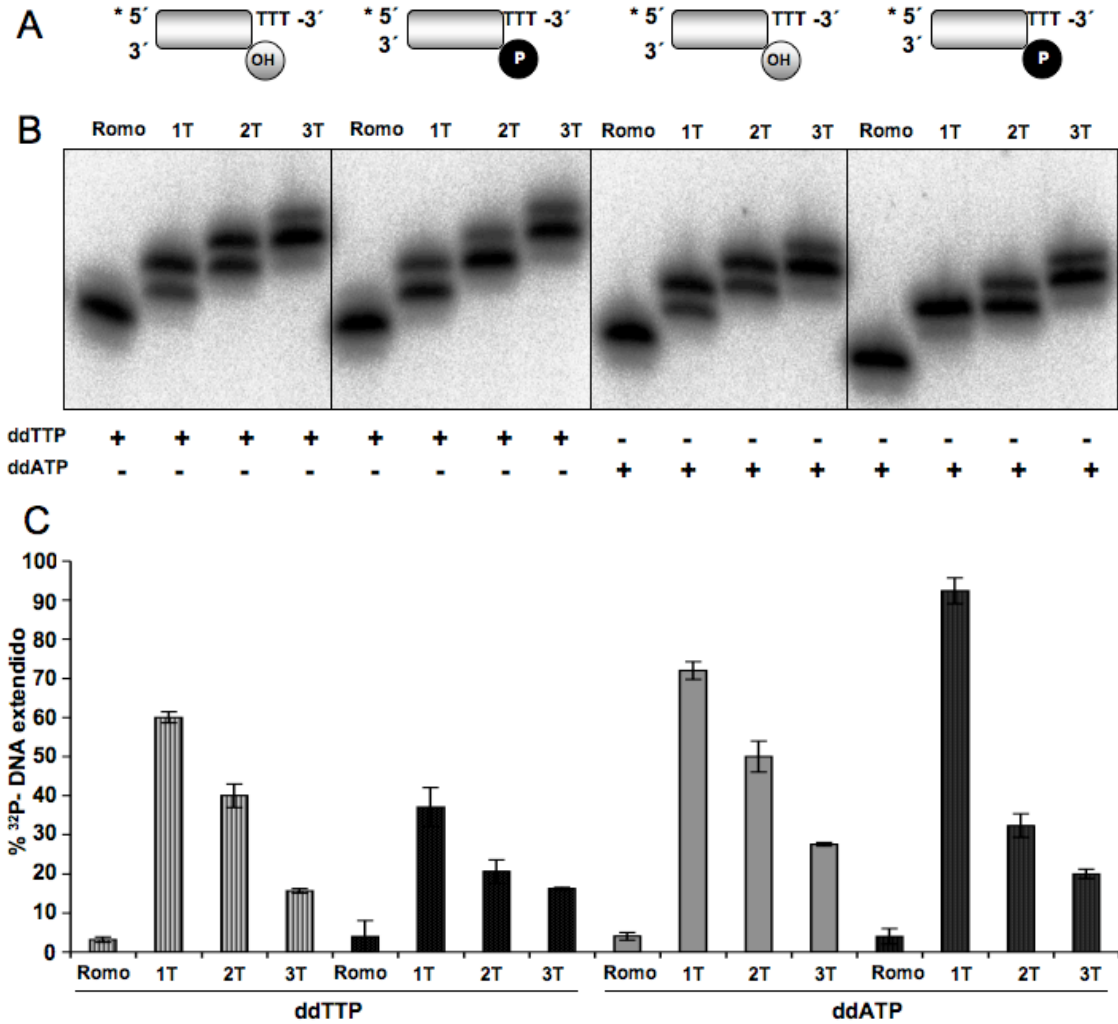 A
* 5´ TTT -3´ * 5´ TTT -3´ * 5´ TTT -3´ * 5´ TTT -3´
3´ OH 3´ P 3´ OH 3´ P
B
Romo 1T 2T 3T Romo 1T 2T 3T Romo 1T 2T 3T Romo 1T 2T 3T
ddTTP + + + + + + + + - - - - - - - -
ddATP - - - - - - - - + + + + + + + +
C
% ³²P- DNA extendido
100
90
80
70
60
50
40
30
20
10
0
Romo 1T 2T 3T Romo 1T 2T 3T Romo 1T 2T 3T Romo 1T 2T 3T
ddTTP ddATP